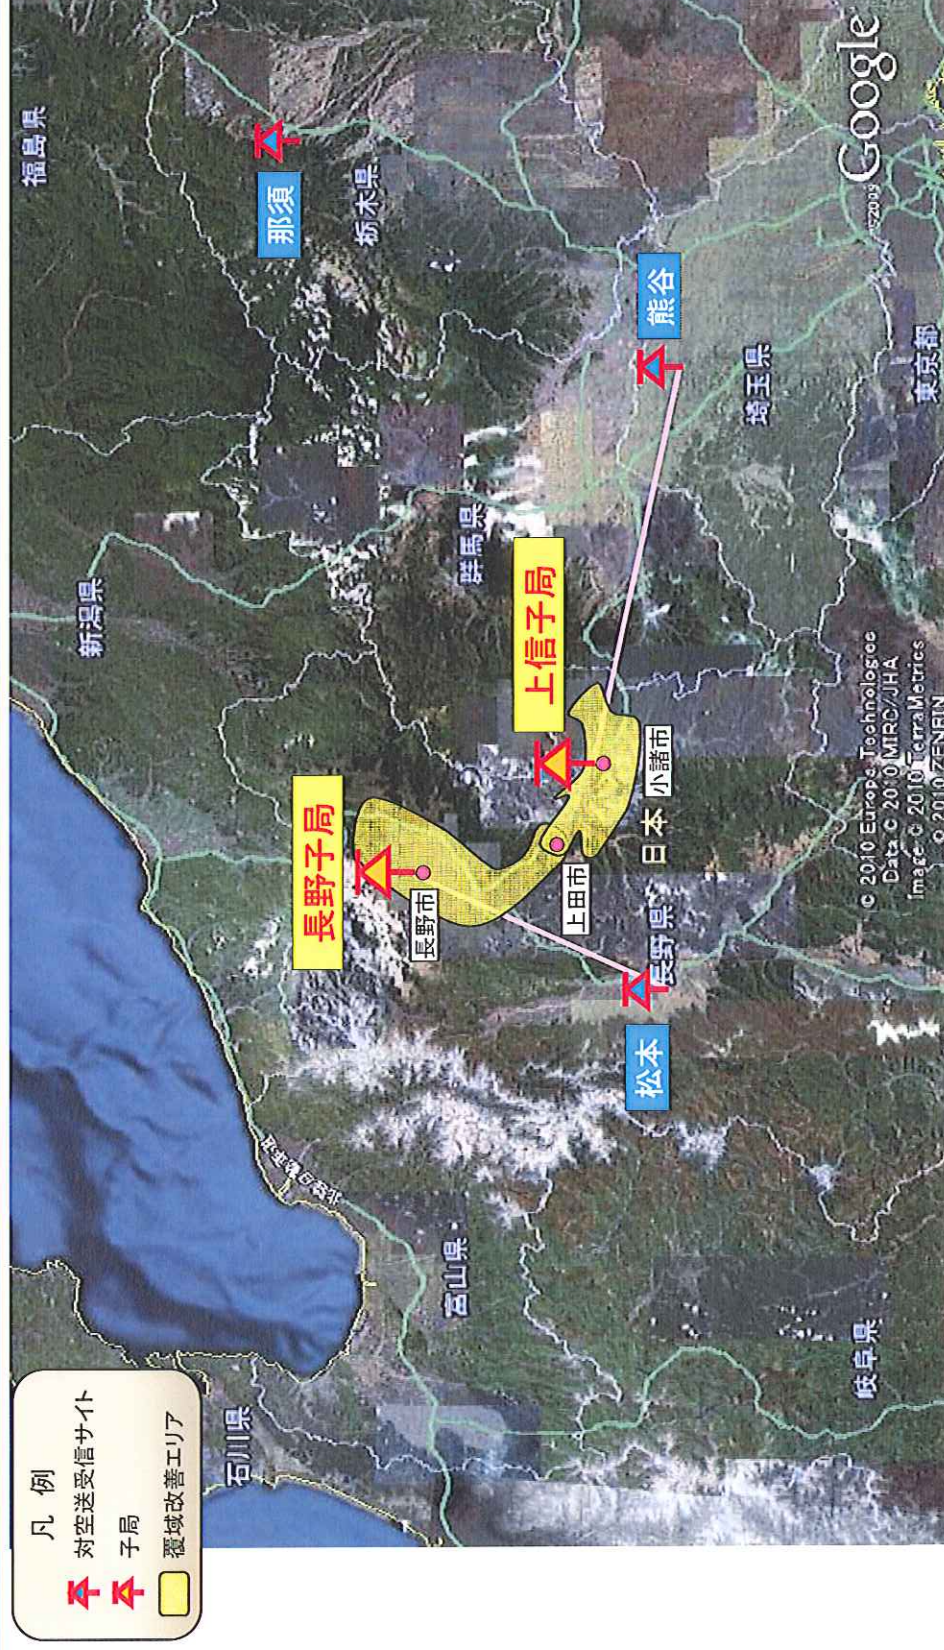 凡 例
対空送受信サイト
子局
覆域改善エリア
石川県
富山県
岐阜県
新潟県
福島県
栃木県
群馬県
埼玉県
東京都
長野県
日本
那須
熊谷
松本
長野子局
上信子局
長野市
上田市
小諸市
© 2010 Europa Technologies
Data © 2010 MIRC/JHA
Image © 2010 TerraMetrics
© 2010 ZENRIN
©2009 Google